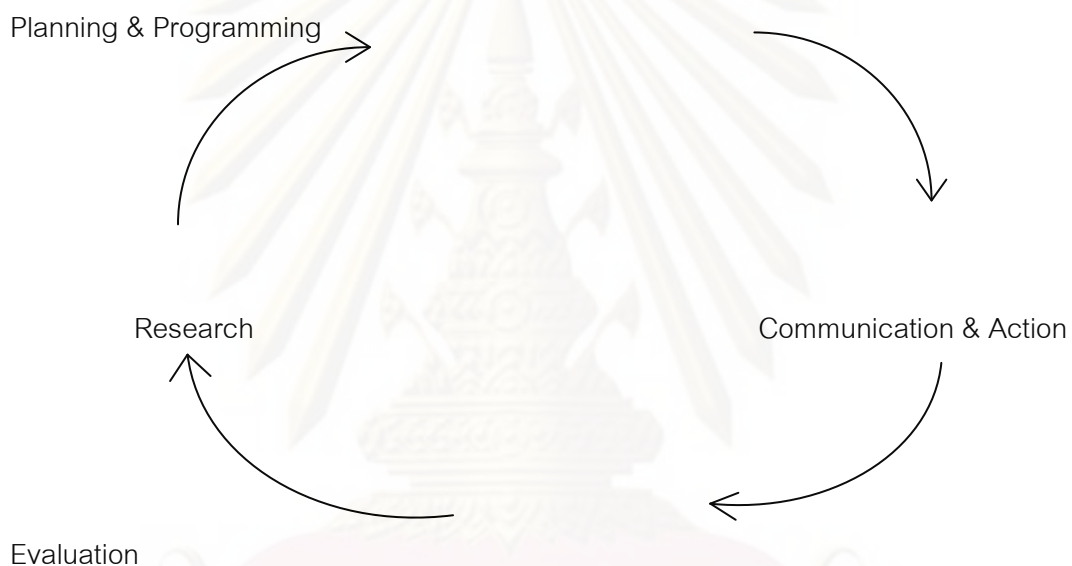 Planning & Programming
Research
Communication & Action
Evaluation